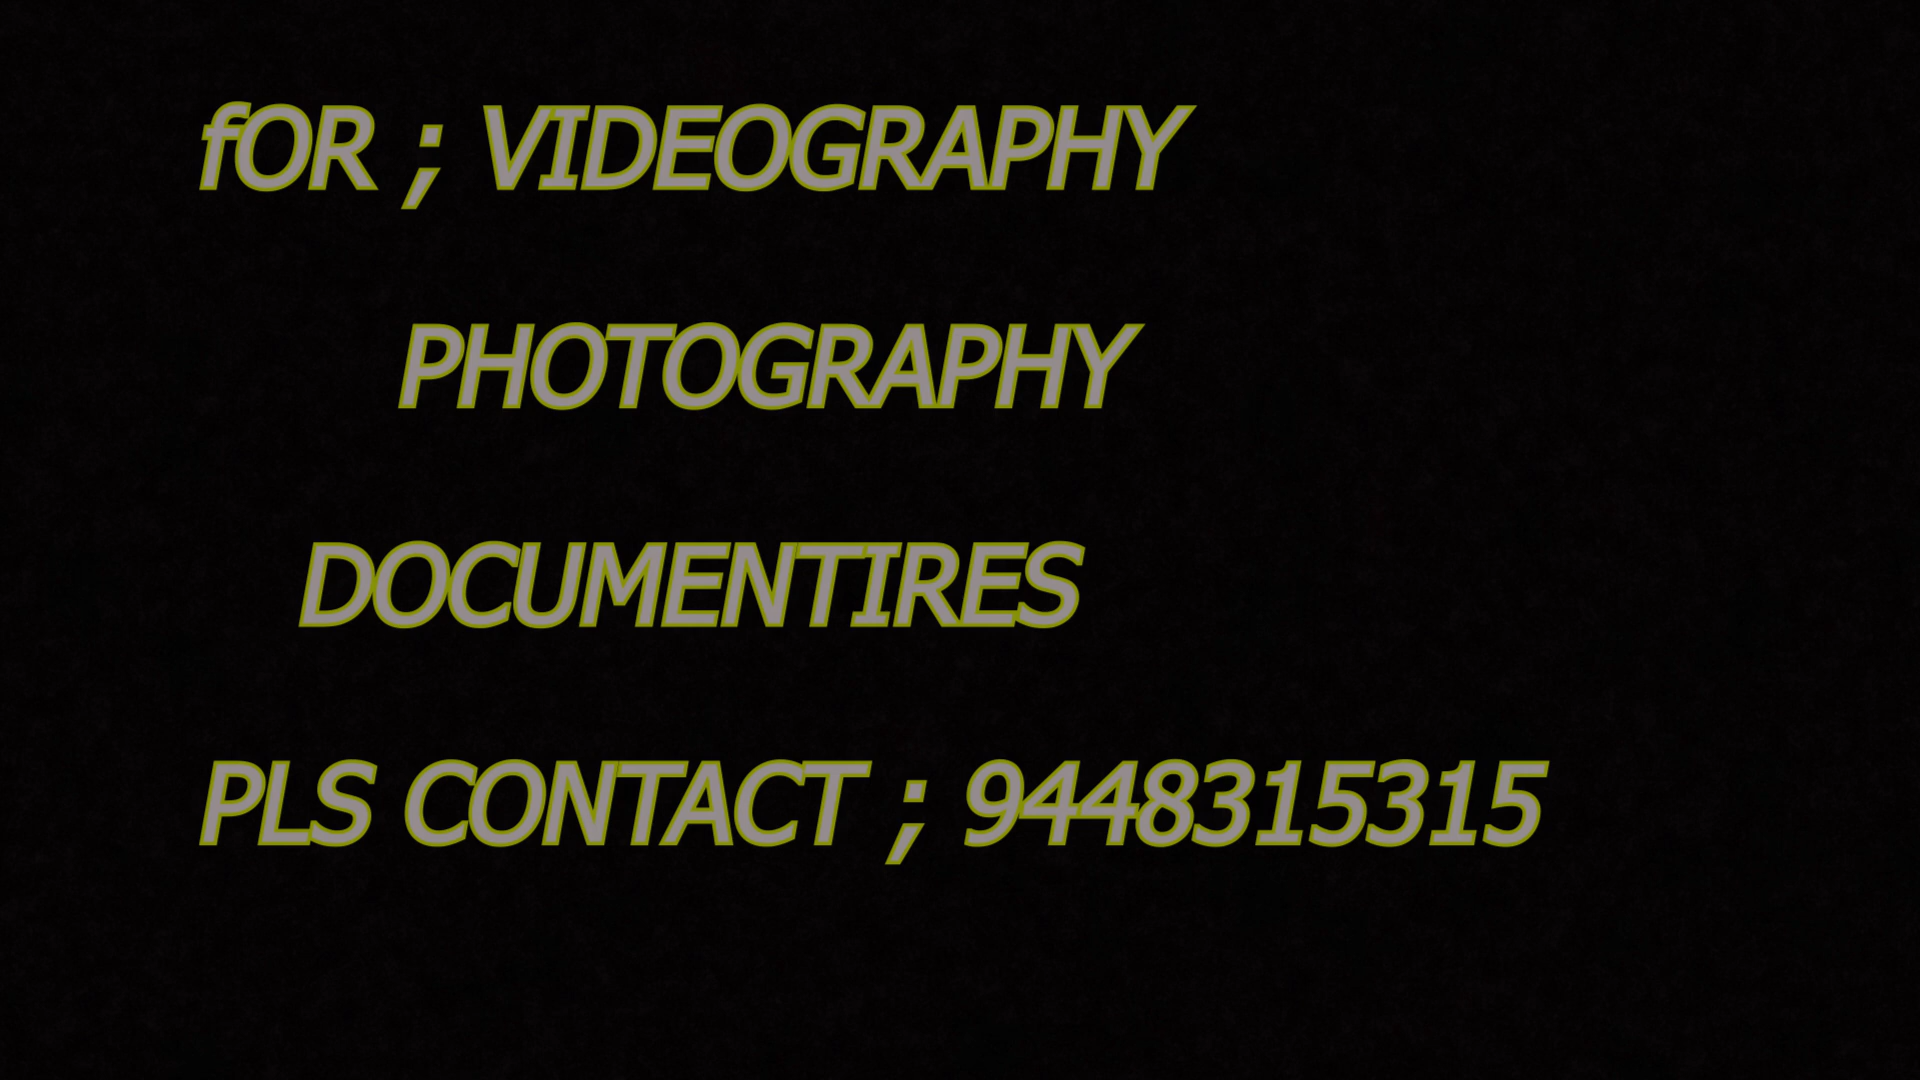 fOR ; VIDEOGRAPHY
PHOTOGRAPHY
DOCUMENTIRES
PLS CONTACT ; 9448315315